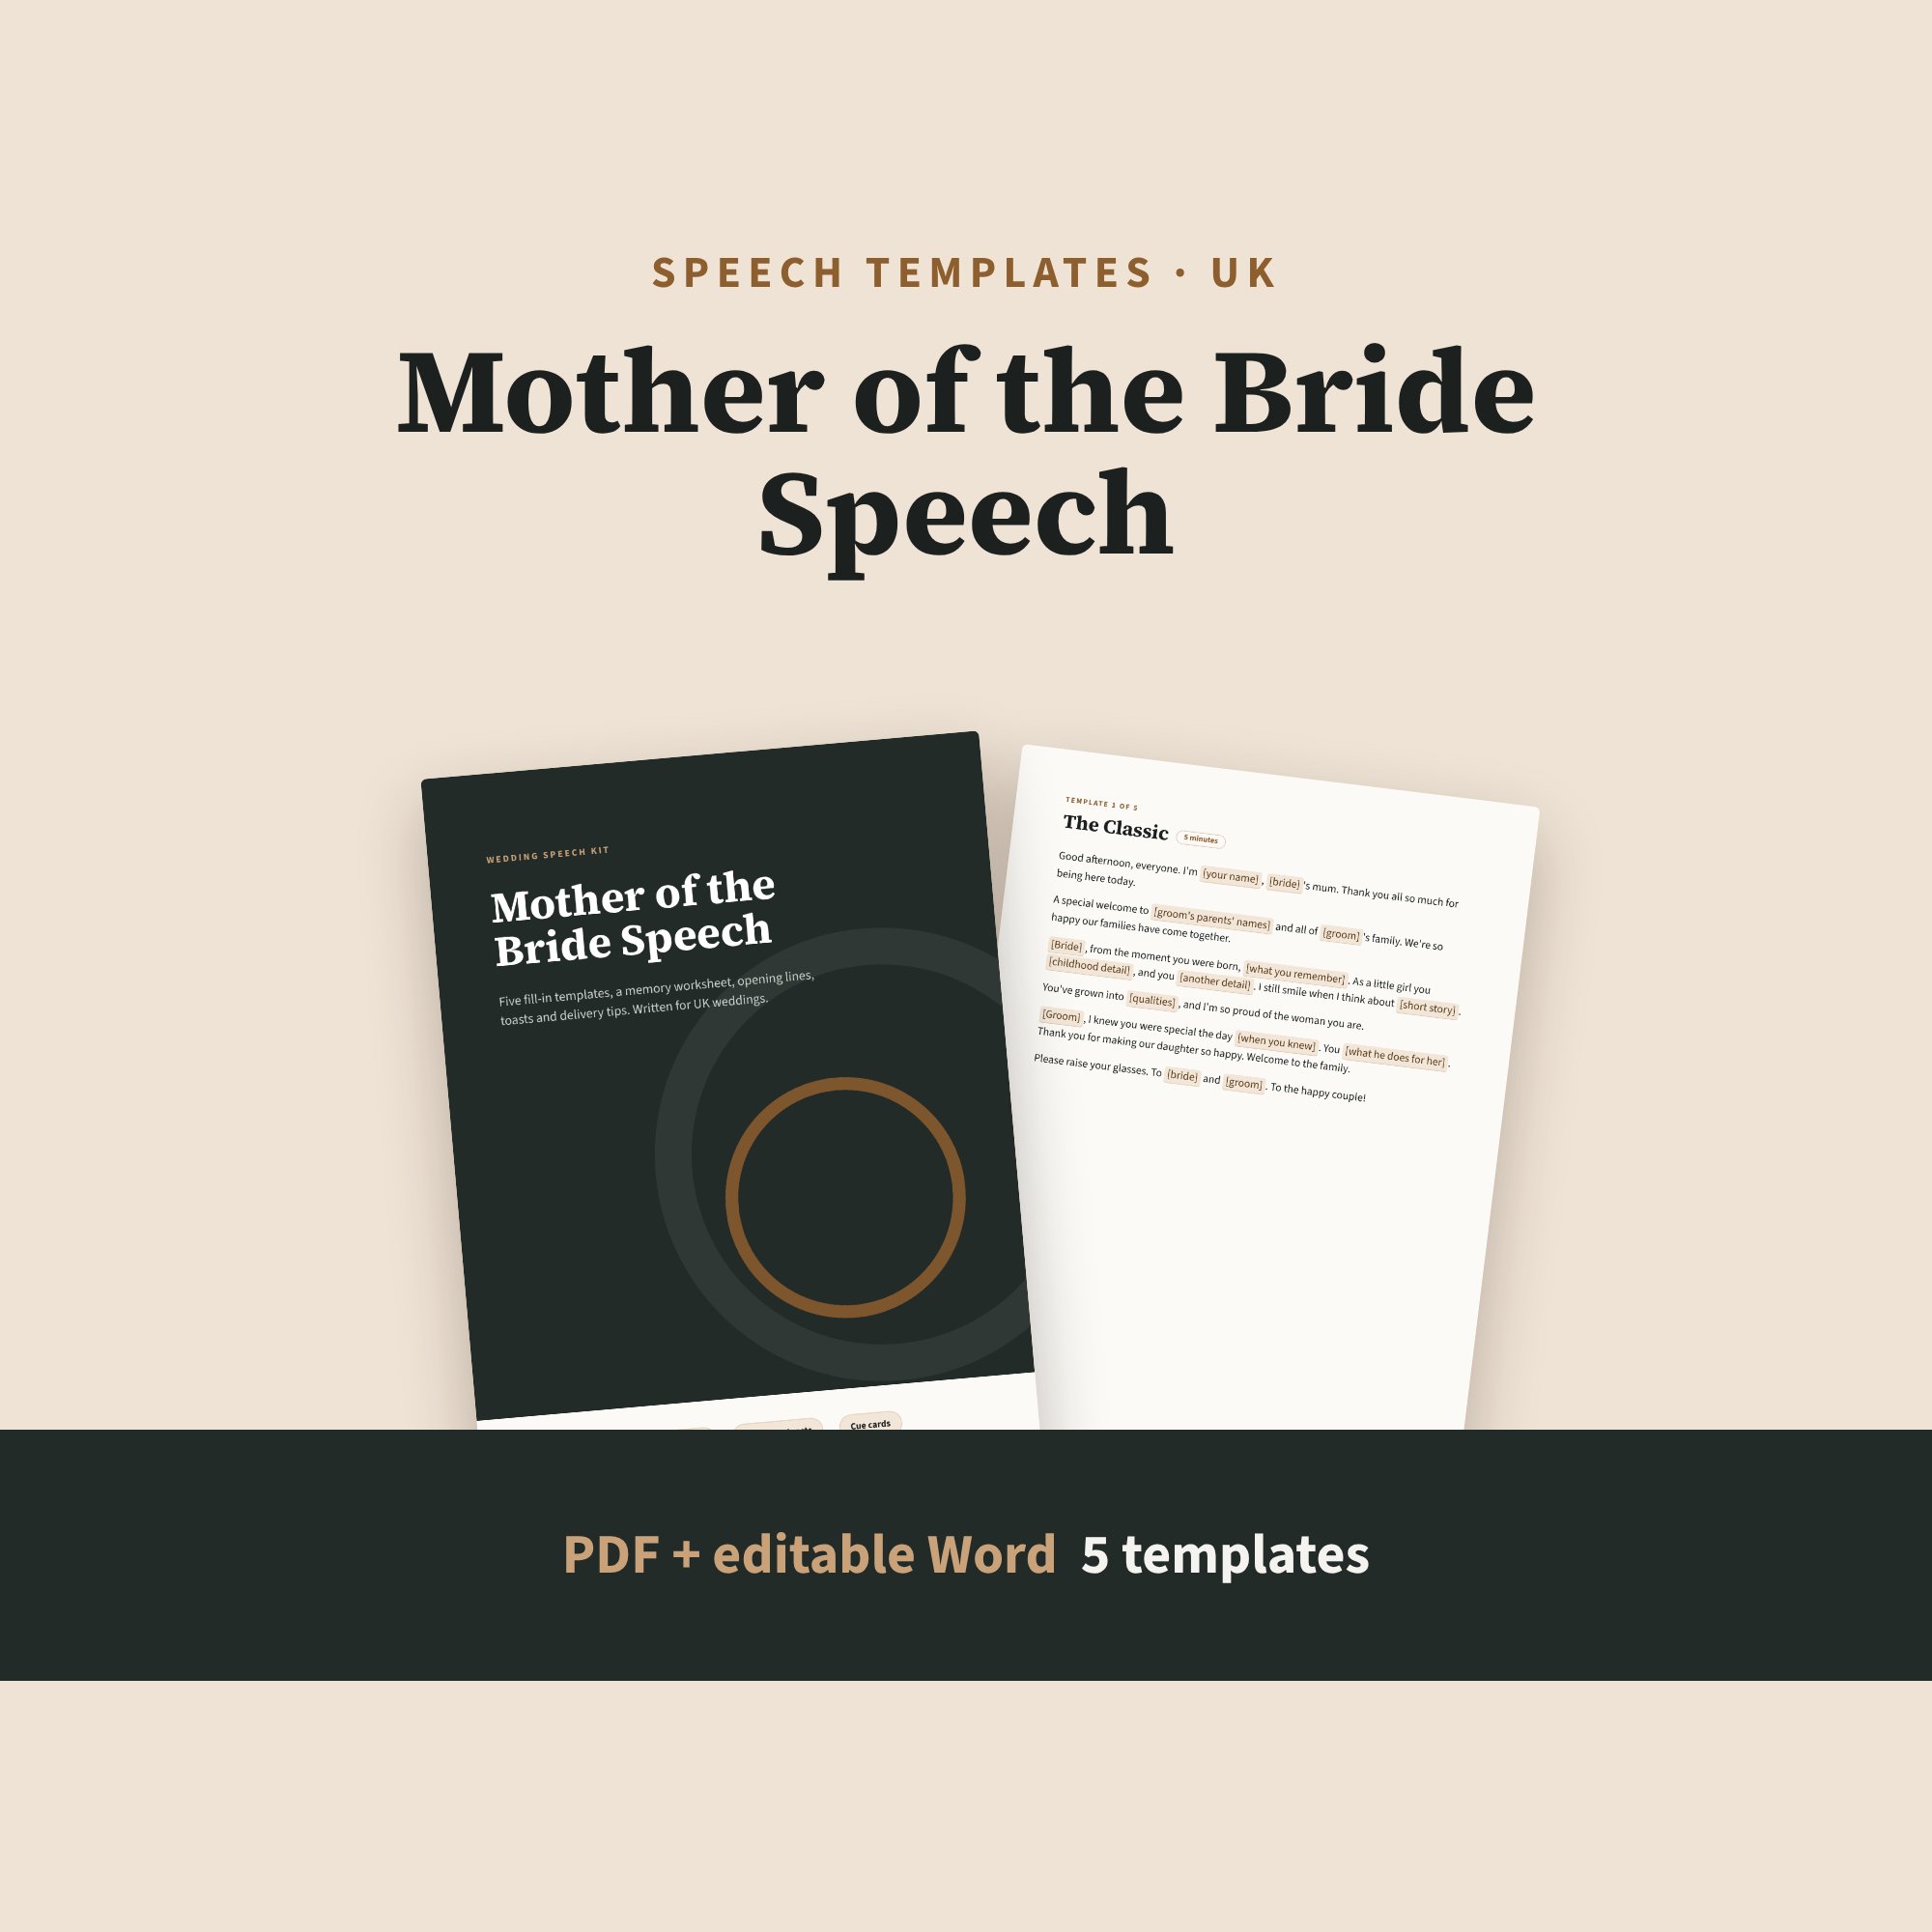 SPEECH TEMPLATES · UK
Mother of the Bride
Speech
WEDDING SPEECH KIT
Mother of the
Bride Speech
Five fill-in templates, a memory worksheet, opening lines,
toasts and delivery tips. Written for UK weddings.
Cue cards
TEMPLATE 1 OF 5
The Classic 5 minutes
Good afternoon, everyone. I'm [your name], [bride]'s mum. Thank you all so much for
being here today.
A special welcome to [groom's parents' names] and all of [groom]'s family. We're so
happy our families have come together.
[Bride], from the moment you were born, [what you remember]. As a little girl you
[childhood detail], and you [another detail]. I still smile when I think about [short story].
You've grown into [qualities], and I'm so proud of the woman you are.
[Groom], I knew you were special the day [when you knew]. You [what he does for her].
Thank you for making our daughter so happy. Welcome to the family.
Please raise your glasses. To [bride] and [groom]. To the happy couple!
PDF + editable Word 5 templates